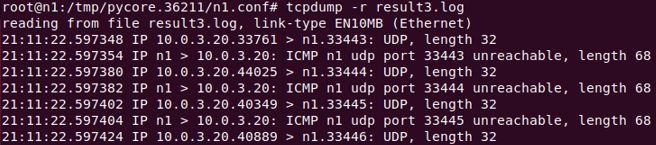 root@n1:/tmp/pycore.36211/n1.conf# tcpdump -r result3.log
reading from file result3.log, link-type EN10MB (Ethernet)
21:11:22.597348 IP 10.0.3.20.33761 > n1.33443: UDP, length 32
21:11:22.597354 IP n1 > 10.0.3.20: ICMP n1 udp port 33443 unreachable, length 68
21:11:22.597380 IP 10.0.3.20.44025 > n1.33444: UDP, length 32
21:11:22.597382 IP n1 > 10.0.3.20: ICMP n1 udp port 33444 unreachable, length 68
21:11:22.597402 IP 10.0.3.20.40349 > n1.33445: UDP, length 32
21:11:22.597404 IP n1 > 10.0.3.20: ICMP n1 udp port 33445 unreachable, length 68
21:11:22.597424 IP 10.0.3.20.40889 > n1.33446: UDP, length 32